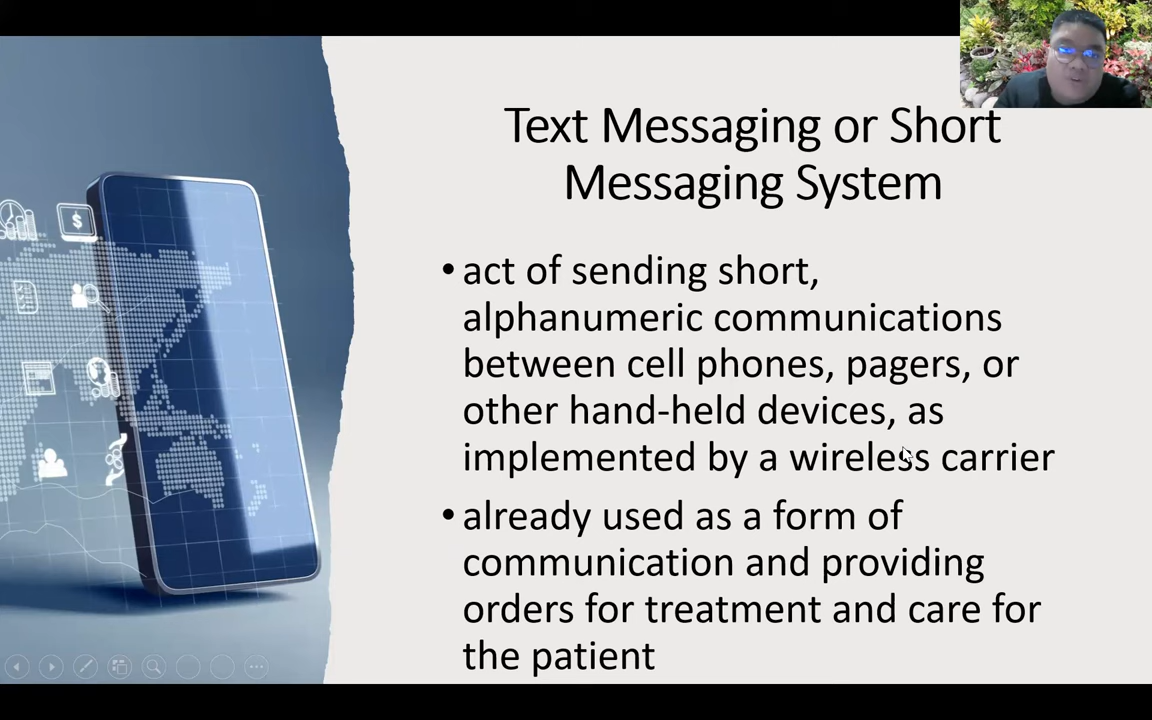 Text Messaging or Short
Messaging System
• act of sending short,
alphanumeric communications
between cell phones, pagers, or
other hand-held devices, as
implemented by a wireless carrier
• already used as a form of
communication and providing
orders for treatment and care for
the patient
$